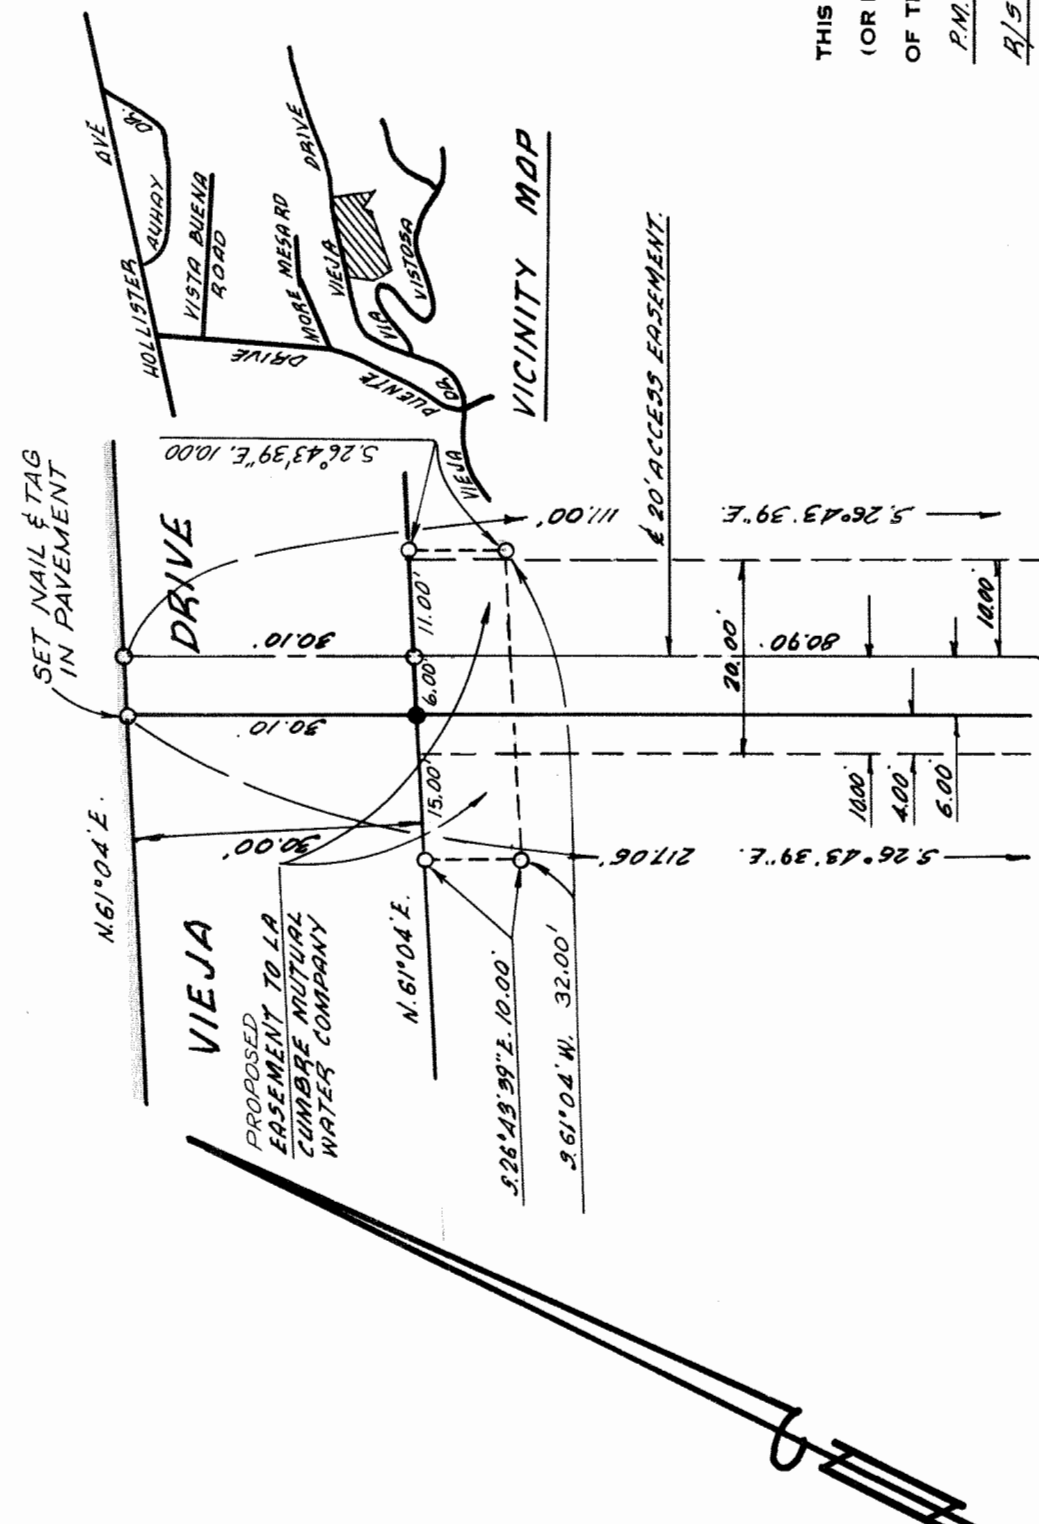 SET NAIL & TAG
IN PAVEMENT
N.61°04'E.
VIEJA
DRIVE
30.10'
30.10'
30.00'
PROPOSED
EASEMENT TO LA
CUMBRE MUTUAL
WATER COMPANY
N.61°04'E.
15.00'
6.00'
11.00'
S.26°43'39"E. 10.00
S.26°43'39"E. 10.00'
S.61°04'W. 32.00'
217.06'
S.26°43'39"E.
111.00'
S.26°43'39"E.
20.00'
80.90'
10.00'
4.00'
6.00'
10.00'
℄ 20' ACCESS EASEMENT.
HOLLISTER
AVE
AUHAY
DR.
VISTA BUENA
ROAD
MORE MESA RD
DRIVE
PUENTE
VIEJA
DRIVE
VIA
VISTOSA
DR.
VIEJA
VICINITY MAP
THIS
(OR
OF
P.M.
R/S